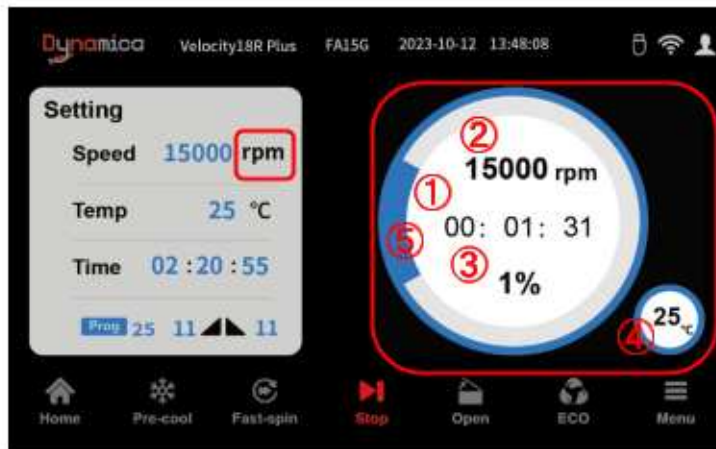 Dynamica Velocity18R Plus FA15G 2023-10-12 13:48:08
Setting
Speed 15000 rpm
Temp 25 °C
Time 02 : 20 : 55
Prog 25 11 11
②
15000 rpm
①
00: 01: 31
⑤
③
1%
25 °C
④
Home Pre-cool Fast-spin Stop Open ECO Menu